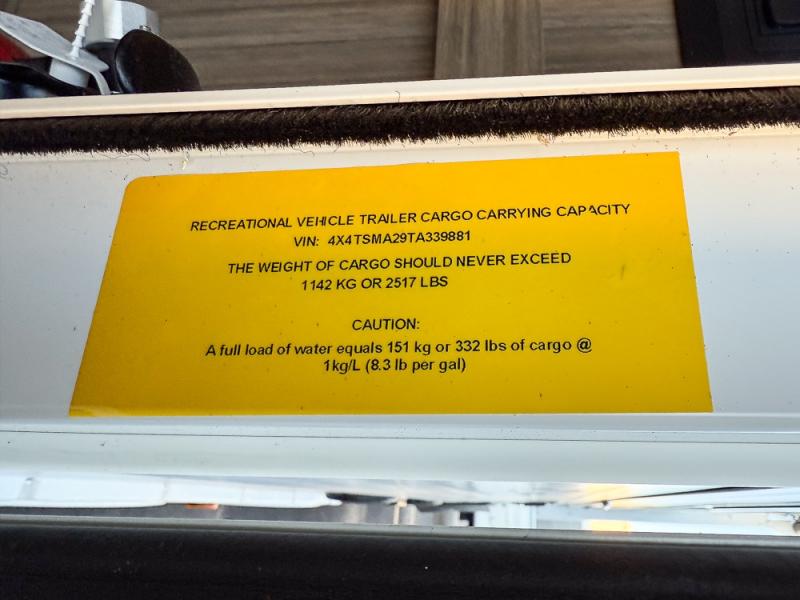 RECREATIONAL VEHICLE TRAILER CARGO CARRYING CAPACITY
VIN: 4X4TSMA29TA339881
THE WEIGHT OF CARGO SHOULD NEVER EXCEED
1142 KG OR 2517 LBS
CAUTION:
A full load of water equals 151 kg or 332 lbs of cargo @
1kg/L (8.3 lb per gal)